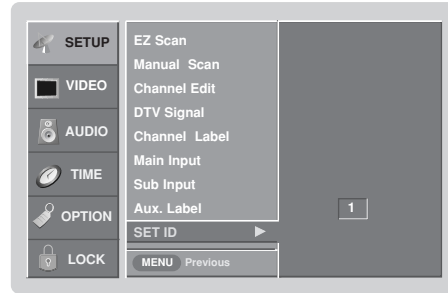 SETUP
VIDEO
AUDIO
TIME
OPTION
LOCK
EZ Scan
Manual Scan
Channel Edit
DTV Signal
Channel Label
Main Input
Sub Input
Aux. Label
SET ID ▶
MENU Previous
1